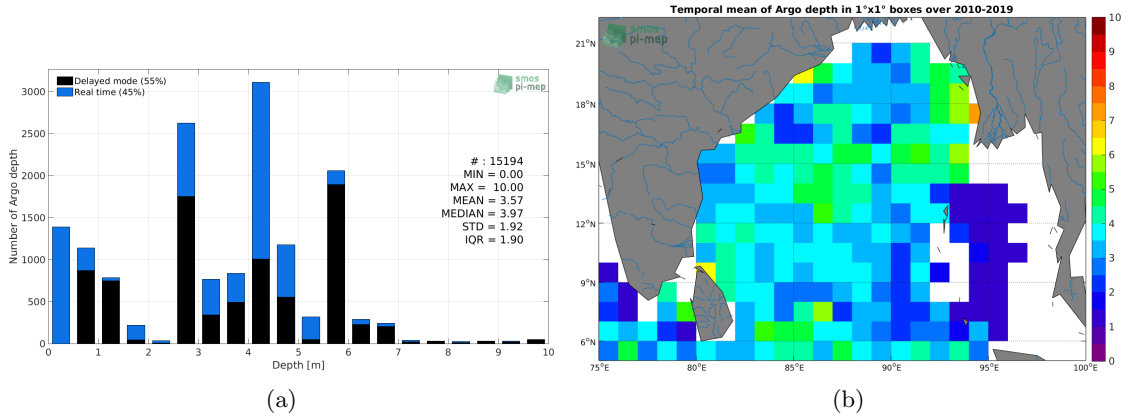 Delayed mode (55%)
Real time (45%)
smos
pi-mep
# : 15194
MIN = 0.00
MAX = 10.00
MEAN = 3.57
MEDIAN = 3.97
STD = 1.92
IQR = 1.90
Number of Argo depth
3000
2500
2000
1500
1000
500
0
0 1 2 3 4 5 6 7 8 9 10
Depth [m]
(a)
Temporal mean of Argo depth in 1°x1° boxes over 2010-2019
smos
pi-mep
21°N
18°N
15°N
12°N
9°N
6°N
75°E 80°E 85°E 90°E 95°E 100°E
10
9
8
7
6
5
4
3
2
1
0
(b)